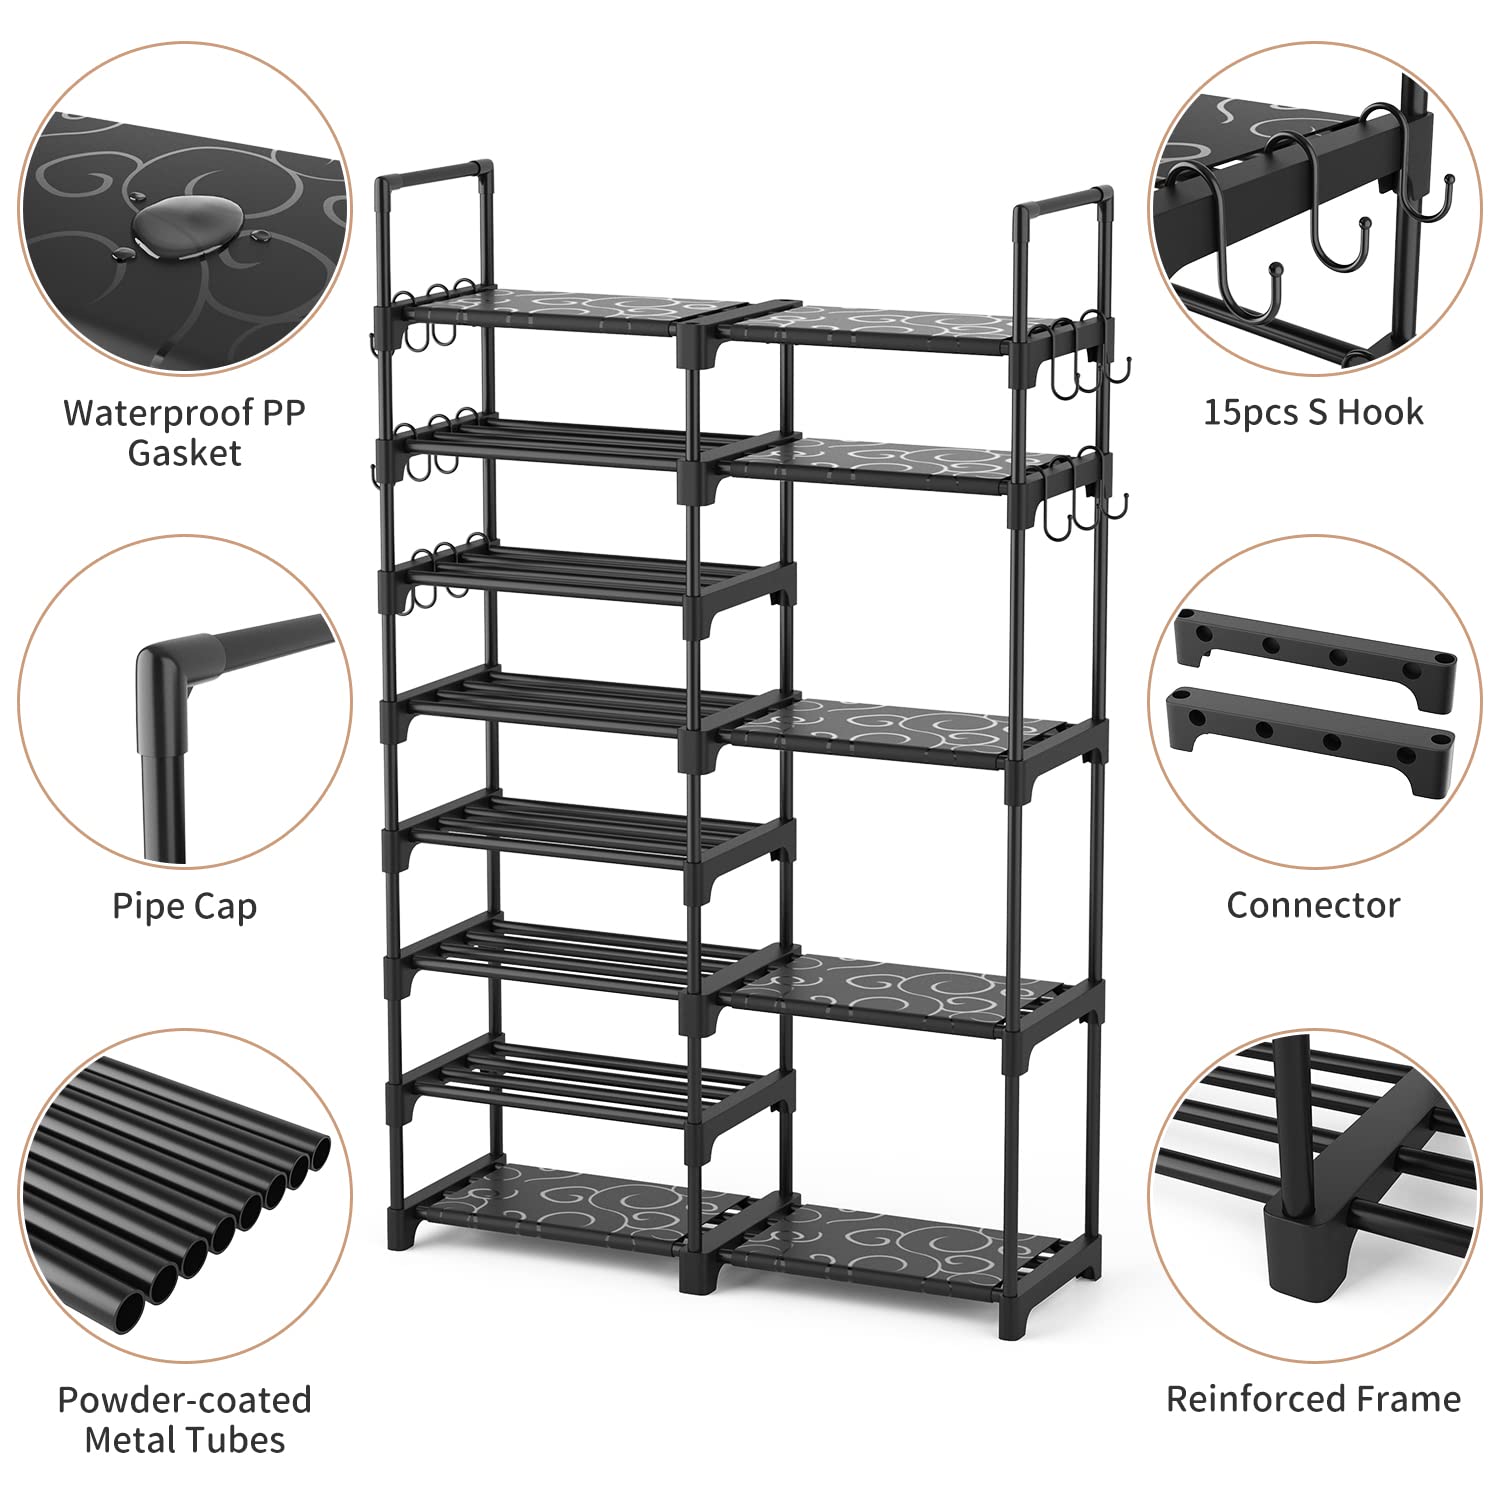 Waterproof PP
Gasket
15pcs S Hook
Pipe Cap
Connector
Powder-coated
Metal Tubes
Reinforced Frame